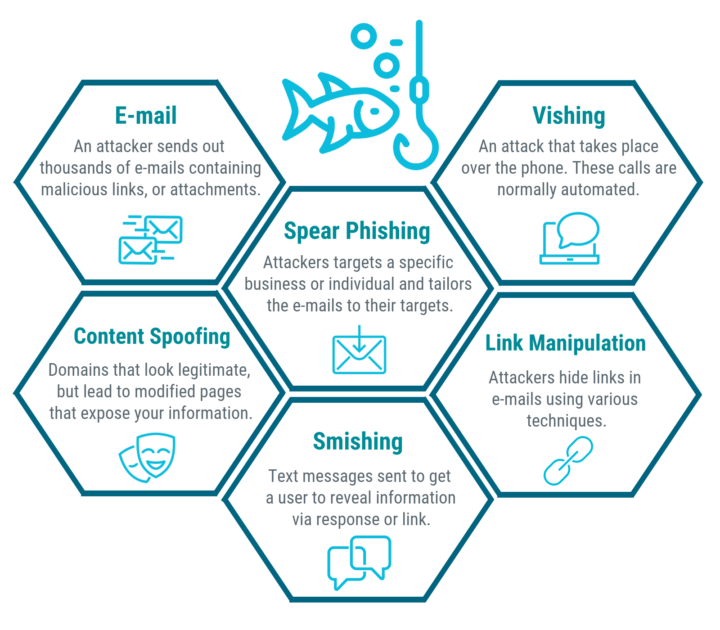 E-mail
An attacker sends out
thousands of e-mails containing
malicious links, or attachments.
Vishing
An attack that takes place
over the phone. These calls are
normally automated.
Spear Phishing
Attackers targets a specific
business or individual and tailors
the e-mails to their targets.
Content Spoofing
Domains that look legitimate,
but lead to modified pages
that expose your information.
Link Manipulation
Attackers hide links in
e-mails using various
techniques.
Smishing
Text messages sent to get
a user to reveal information
via response or link.